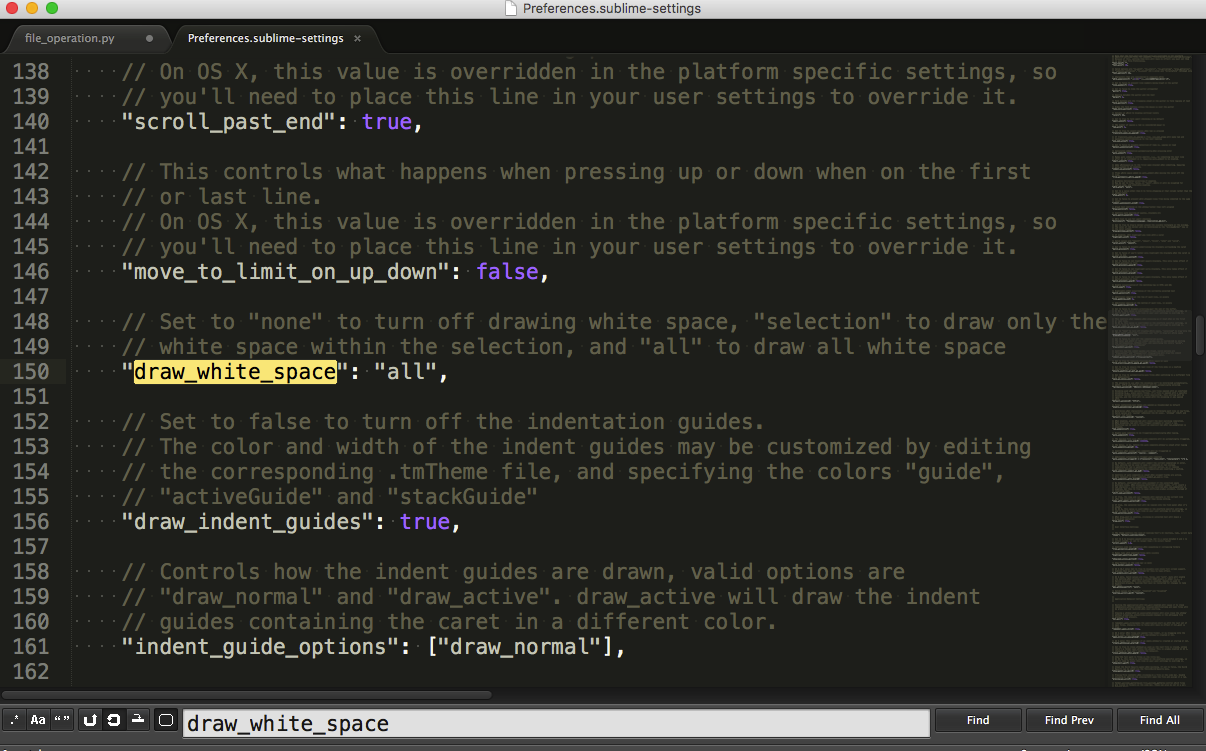 Preferences.sublime-settings
file_operation.py
Preferences.sublime-settings
138 // On OS X, this value is overridden in the platform specific settings, so
139 // you'll need to place this line in your user settings to override it.
140 "scroll_past_end": true,
141
142 // This controls what happens when pressing up or down when on the first
143 // or last line.
144 // On OS X, this value is overridden in the platform specific settings, so
145 // you'll need to place this line in your user settings to override it.
146 "move_to_limit_on_up_down": false,
147
148 // Set to "none" to turn off drawing white space, "selection" to draw only the
149 // white space within the selection, and "all" to draw all white space
150 "draw_white_space": "all",
151
152 // Set to false to turn off the indentation guides.
153 // The color and width of the indent guides may be customized by editing
154 // the corresponding .tmTheme file, and specifying the colors "guide",
155 // "activeGuide" and "stackGuide"
156 "draw_indent_guides": true,
157
158 // Controls how the indent guides are drawn, valid options are
159 // "draw_normal" and "draw_active". draw_active will draw the indent
160 // guides containing the caret in a different color.
161 "indent_guide_options": ["draw_normal"],
162
.* Aa “” draw_white_space Find Find Prev Find All